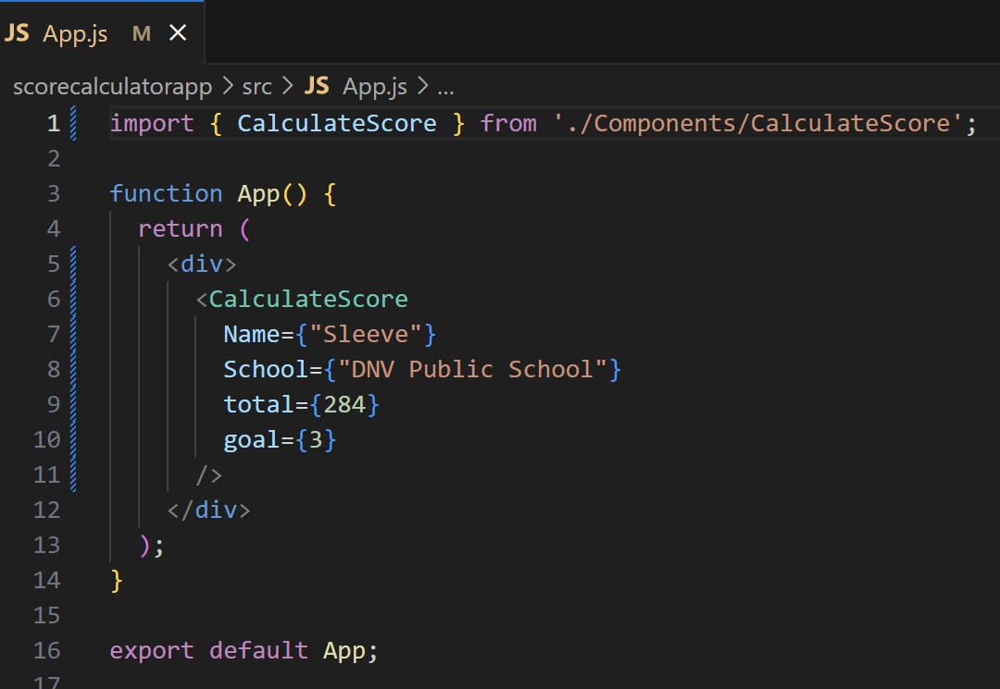 JS App.js M ×
scorecalculatorapp > src > JS App.js > ...
1 import { CalculateScore } from './Components/CalculateScore';
2
3 function App() {
4 return (
5 <div>
6 <CalculateScore
7 Name={"Sleeve"}
8 School={"DNV Public School"}
9 total={284}
10 goal={3}
11 />
12 </div>
13 );
14 }
15
16 export default App;
17